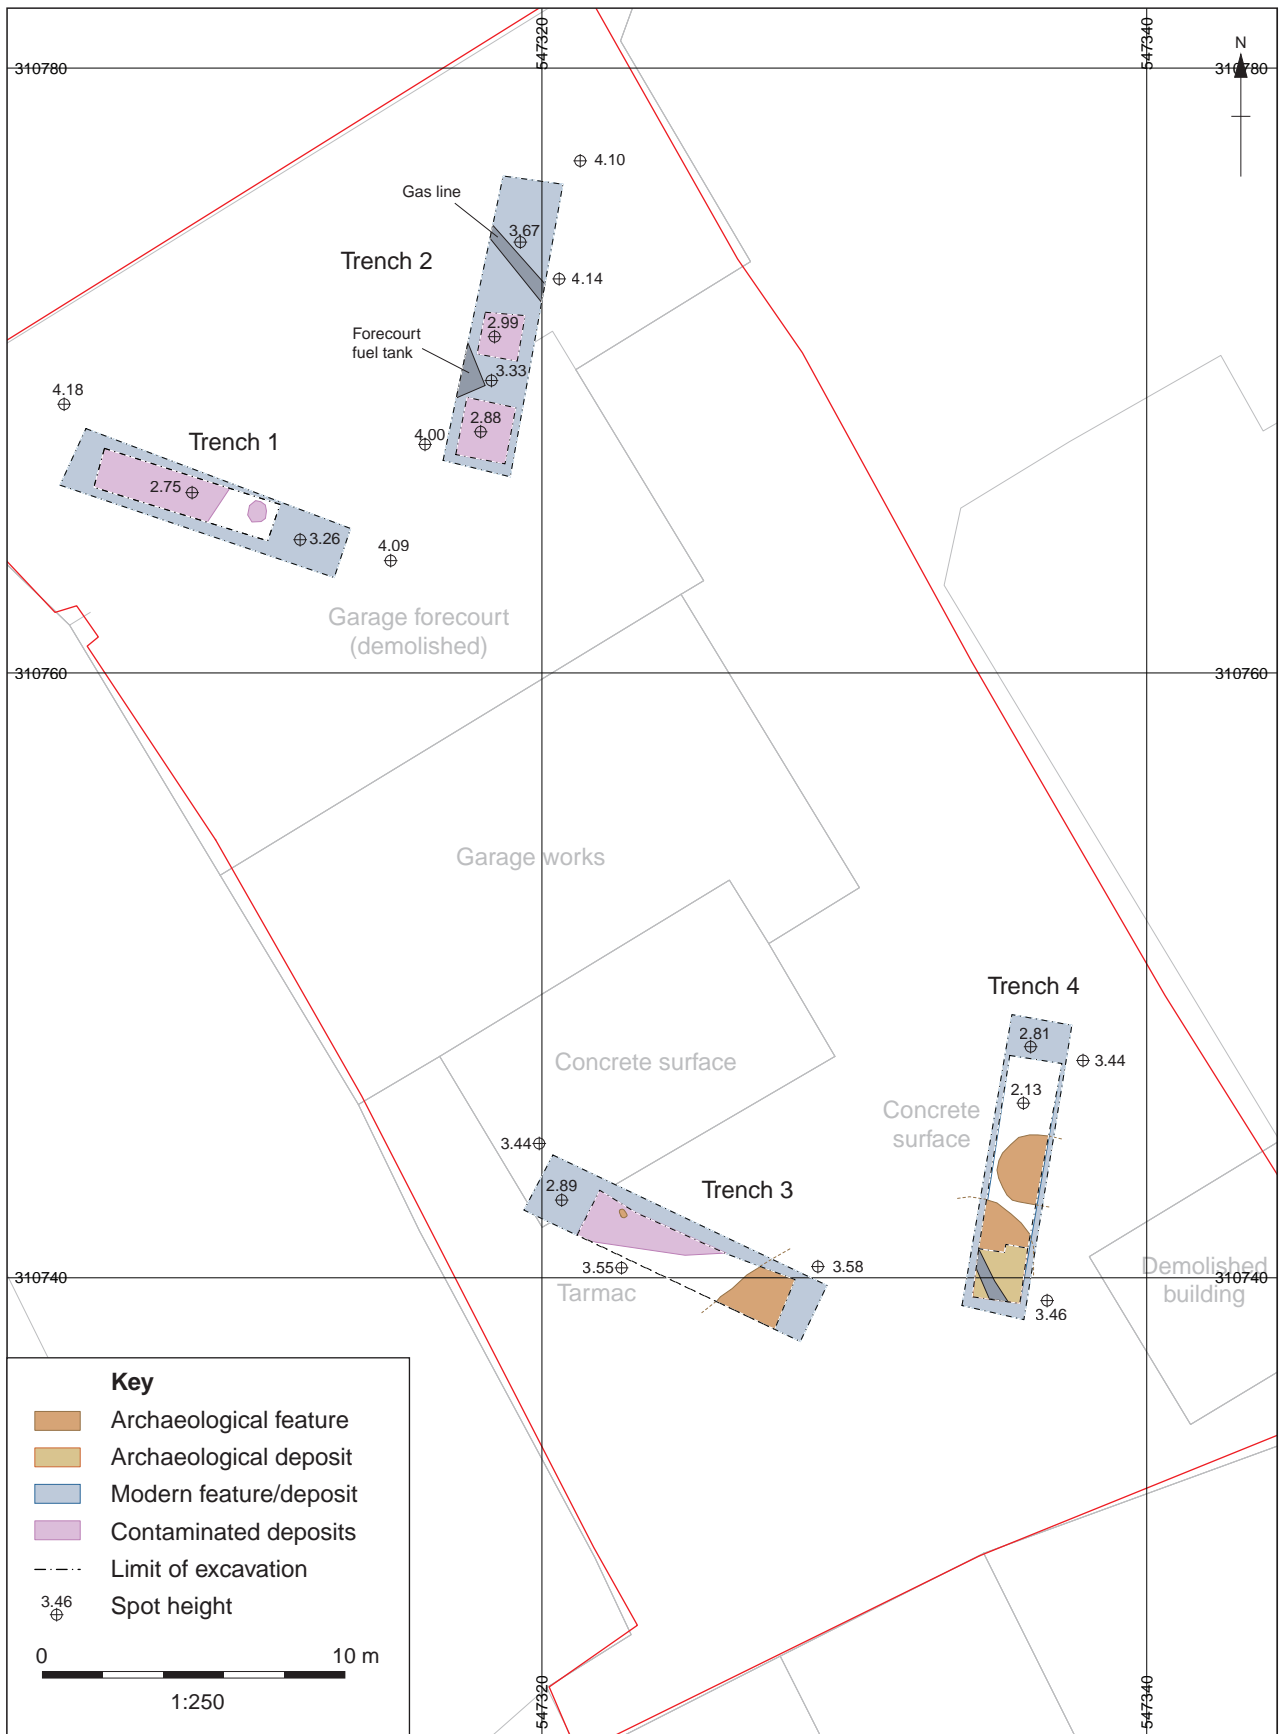 547320
547340
N
310780
310780
4.10
Gas line
3.67
Trench 2
4.14
2.99
Forecourt
fuel tank
3.33
4.18
2.88
4.00
Trench 1
2.75
3.26
4.09
Garage forecourt
(demolished)
310760
310760
Garage works
Trench 4
2.81
3.44
Concrete surface
2.13
Concrete
surface
3.44
Trench 3
2.89
3.55
3.58
Tarmac
310740
Demolished
building
3.46
Key
Archaeological feature
Archaeological deposit
Modern feature/deposit
Contaminated deposits
Limit of excavation
3.46
Spot height
0
10 m
1:250
547320
547340